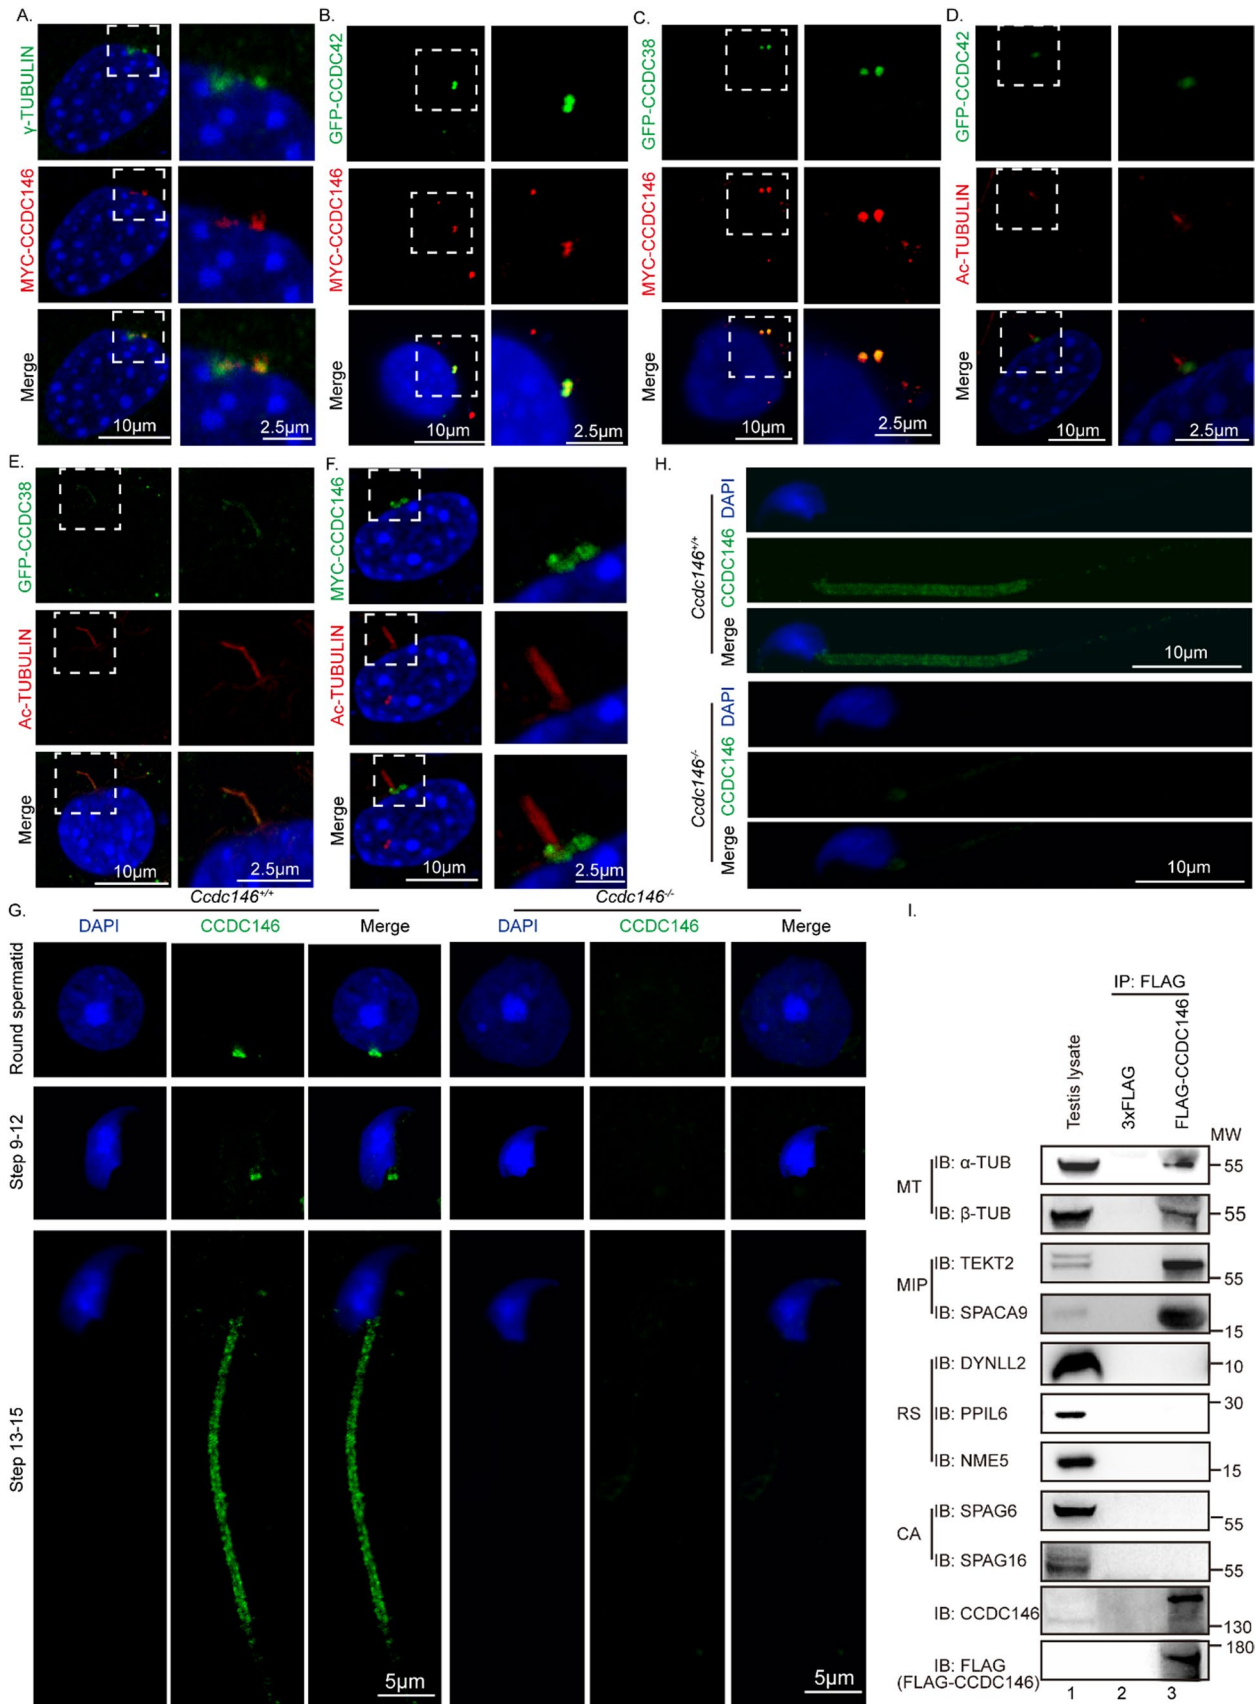 A.
γ-TUBULIN
MYC-CCDC146
Merge
10μm
2.5μm
B.
GFP-CCDC42
MYC-CCDC146
Merge
10μm
2.5μm
C.
GFP-CCDC38
MYC-CCDC146
Merge
10μm
2.5μm
D.
GFP-CCDC42
Ac-TUBULIN
Merge
10μm
2.5μm
E.
GFP-CCDC38
Ac-TUBULIN
Merge
10μm
2.5μm
F.
MYC-CCDC146
Ac-TUBULIN
Merge
10μm
2.5μm
H.
Ccdc146+/+
DAPI
CCDC146
Merge
10μm
Ccdc146-/-
DAPI
CCDC146
Merge
10μm
G.
Ccdc146+/+
Ccdc146-/-
DAPI CCDC146 Merge DAPI CCDC146 Merge
Round spermatid
Step 9-12
Step 13-15
5μm
5μm
I.
IP: FLAG
Testis lysate
3xFLAG
FLAG-CCDC146
MW
MT
IB: α-TUB 55
IB: β-TUB 55
MIP
IB: TEKT2 55
IB: SPACA9 15
RS
IB: DYNLL2 10
IB: PPIL6 30
IB: NME5 15
CA
IB: SPAG6 55
IB: SPAG16 55
IB: CCDC146 130
180
IB: FLAG
(FLAG-CCDC146)
1 2 3